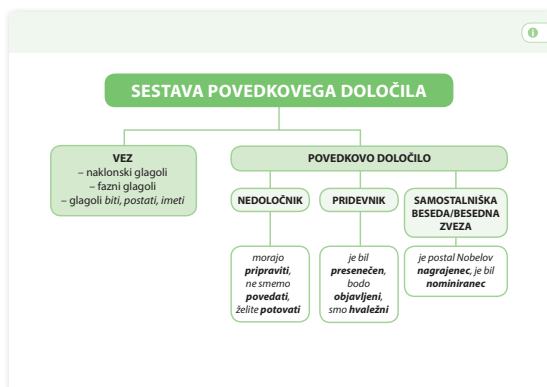 SESTAVA POVEDKOVEGA DOLOČILA
VEZ
– naklonski glagoli
– fazni glagoli
– glagoli biti, postati, imeti
POVEDKOVO DOLOČILO
NEDOLOČNIK
morajo
pripraviti,
ne smemo
povedati,
želite potovati
PRIDEVNIK
je bil
presenečen,
bodo
objavljeni,
smo hvaležni
SAMOSTALNIŠKA
BESEDA/BESEDNA
ZVEZA
je postal Nobelov
nagrajenec, je bil
nominiranec